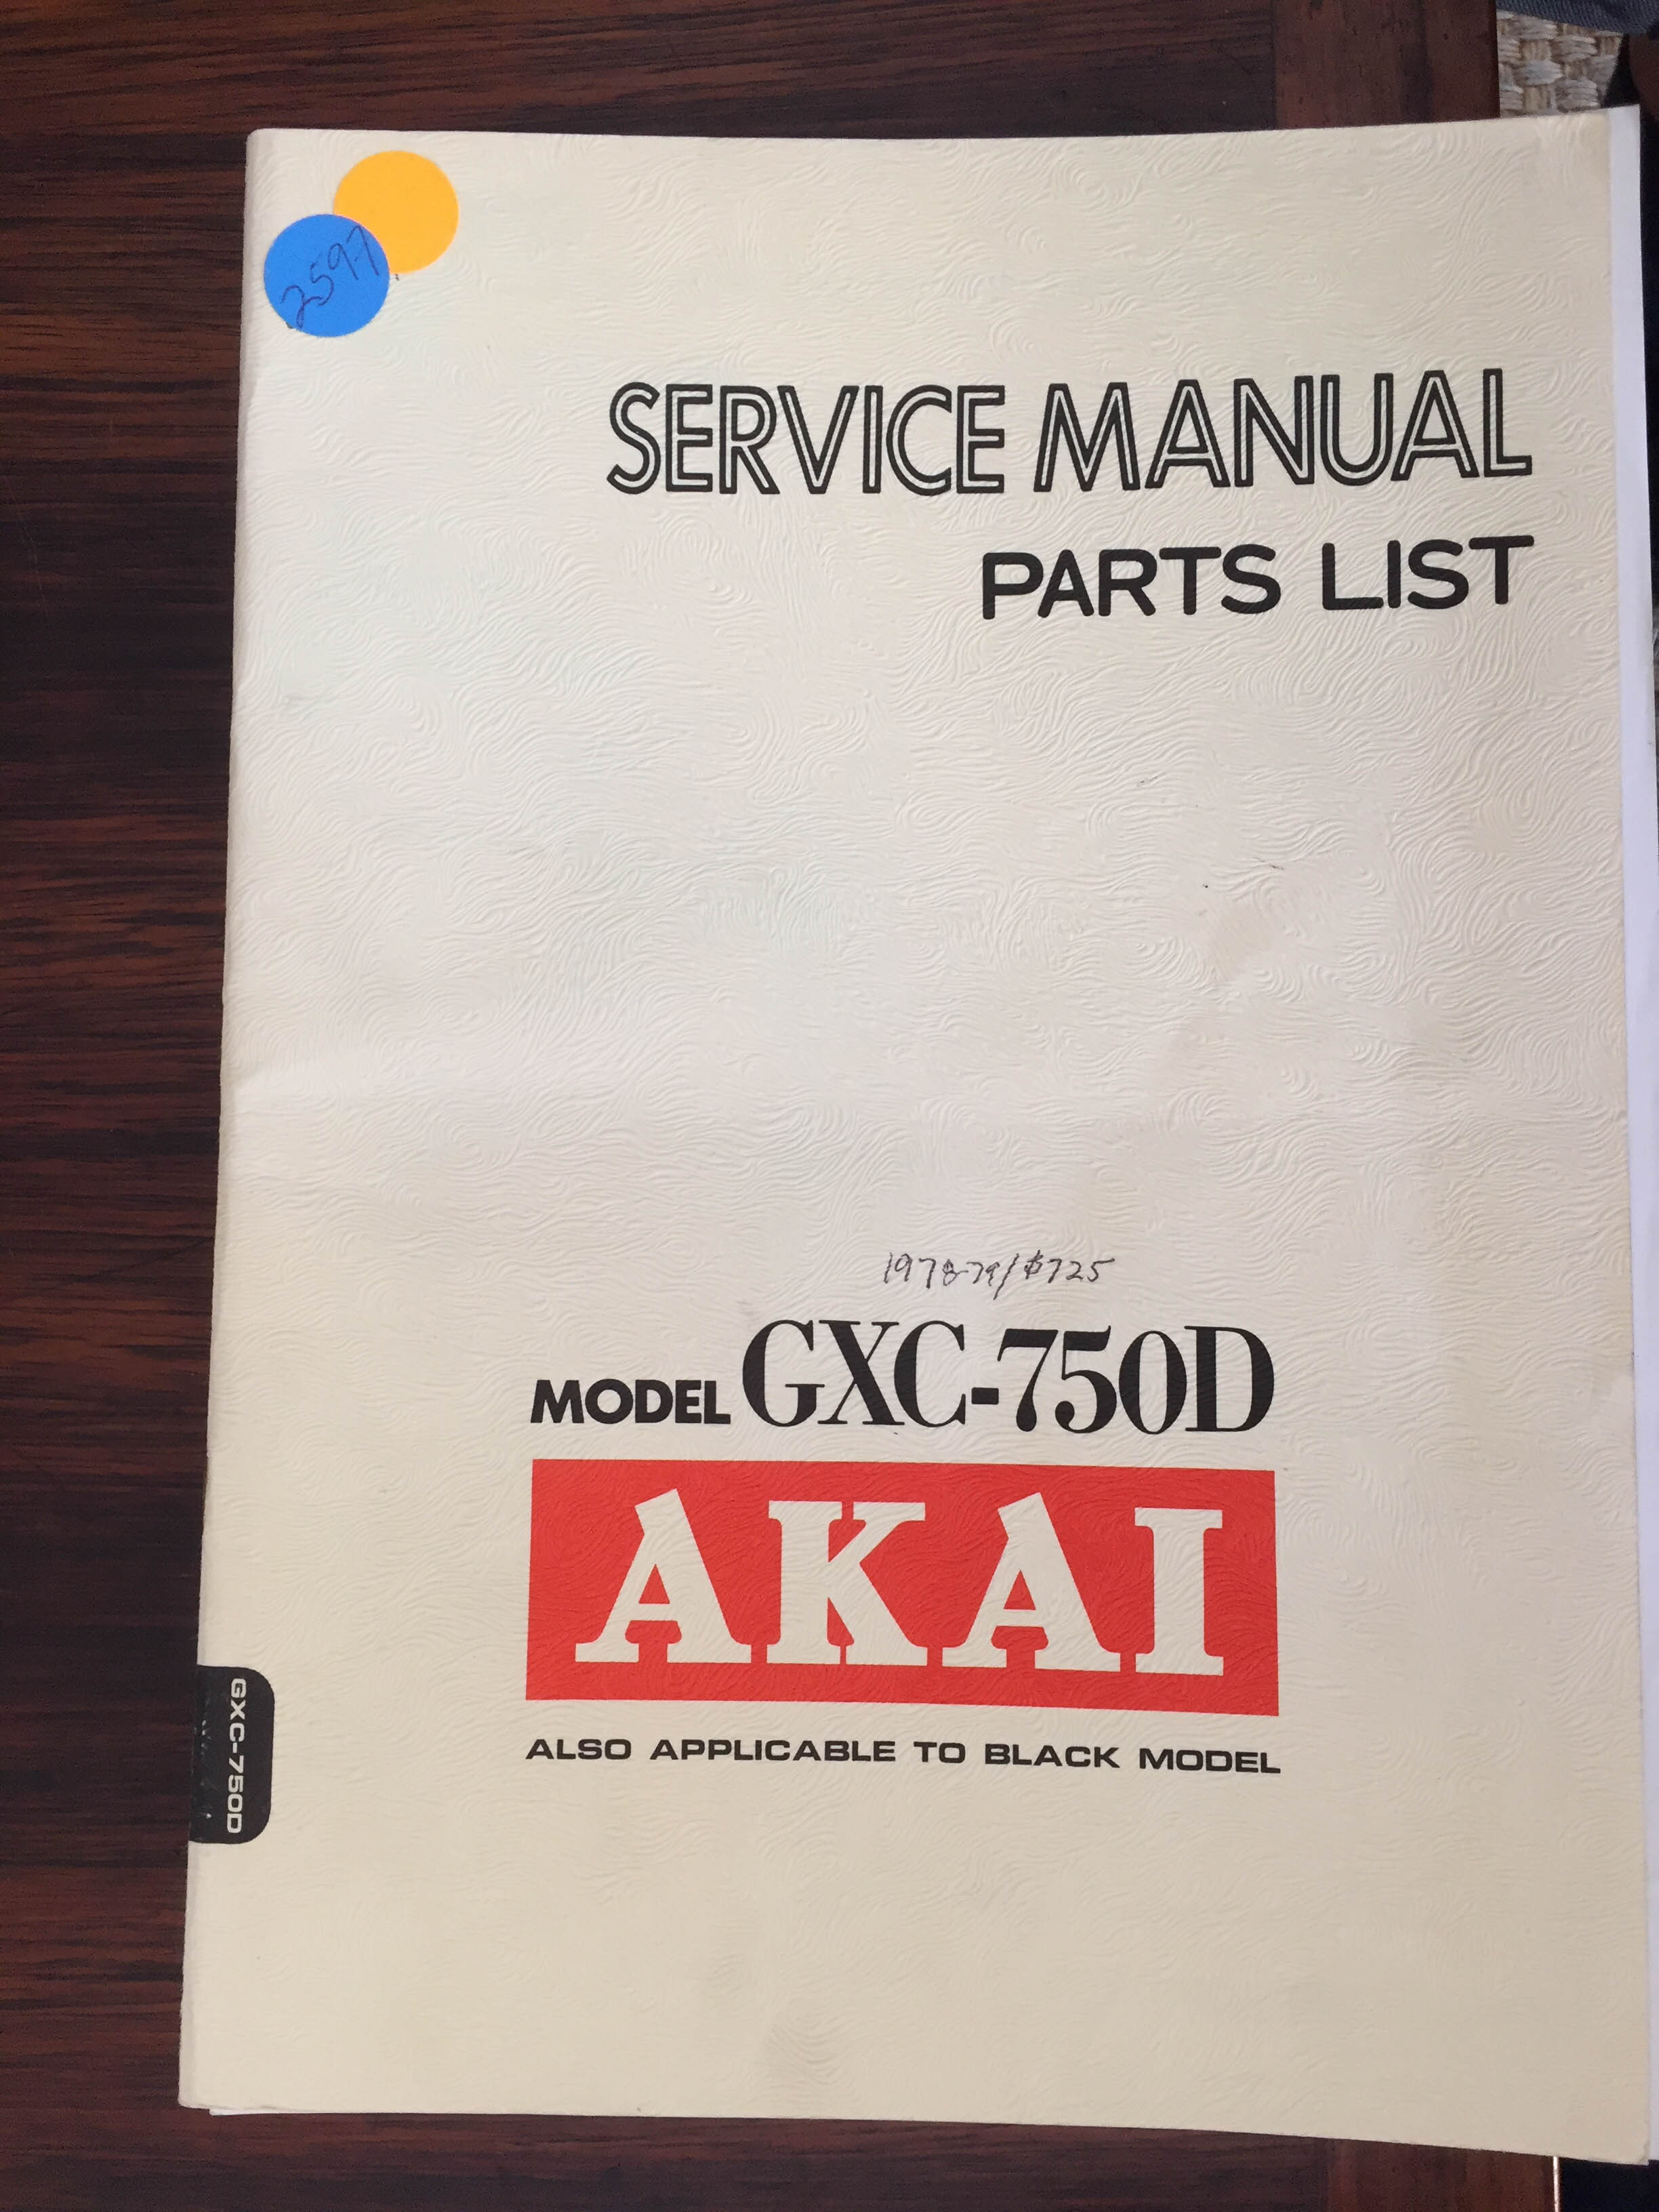 2597
SERVICE MANUAL
PARTS LIST
1978-79/$725
MODEL GXC-750D
AKAI
ALSO APPLICABLE TO BLACK MODEL
GXC-750D